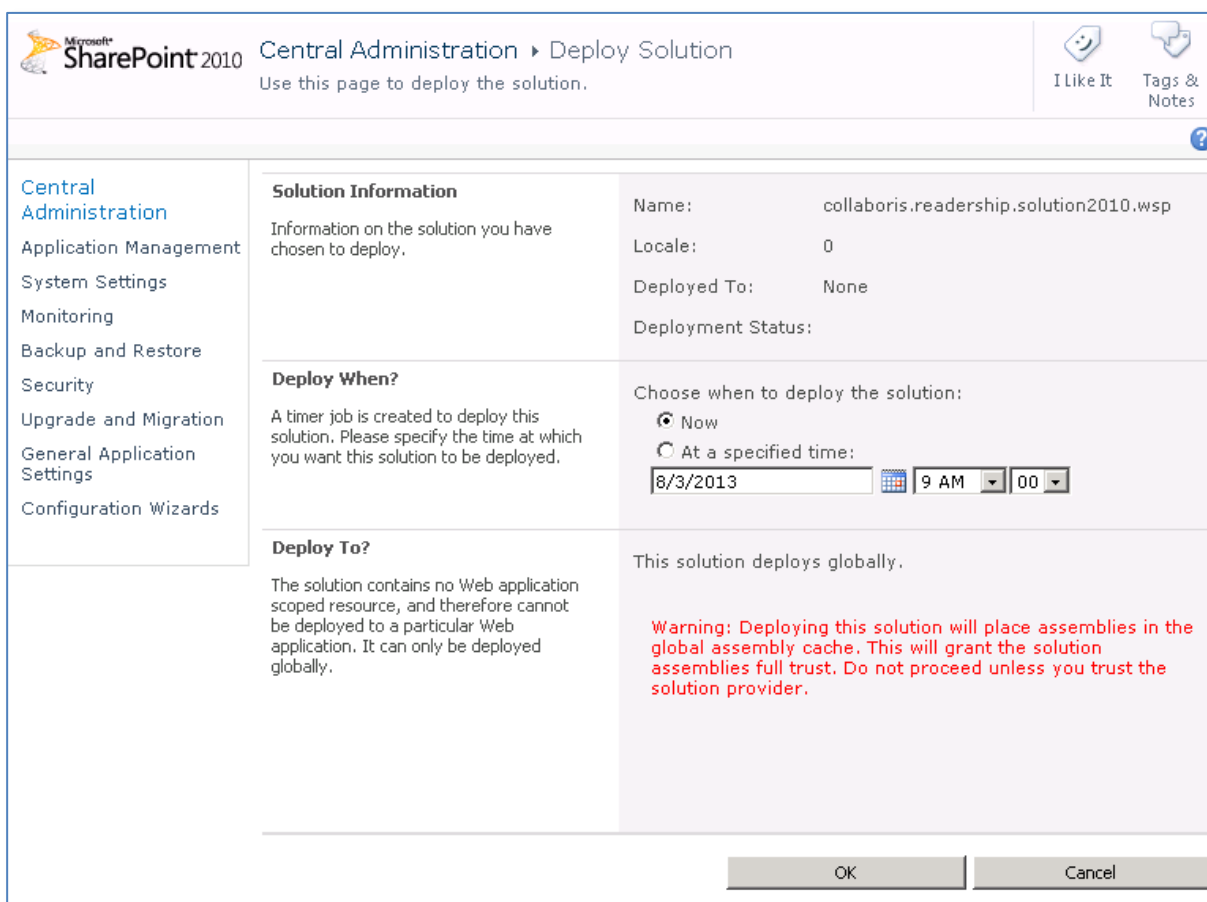 Microsoft®
SharePoint 2010
Central Administration ▸ Deploy Solution
Use this page to deploy the solution.
I Like It
Tags &
Notes
Central
Administration
Application Management
System Settings
Monitoring
Backup and Restore
Security
Upgrade and Migration
General Application
Settings
Configuration Wizards
Solution Information
Information on the solution you have
chosen to deploy.
Name: collaboris.readership.solution2010.wsp
Locale: 0
Deployed To: None
Deployment Status:
Deploy When?
A timer job is created to deploy this
solution. Please specify the time at which
you want this solution to be deployed.
Choose when to deploy the solution:
Now
At a specified time:
8/3/2013 9 AM 00
Deploy To?
The solution contains no Web application
scoped resource, and therefore cannot
be deployed to a particular Web
application. It can only be deployed
globally.
This solution deploys globally.
Warning: Deploying this solution will place assemblies in the
global assembly cache. This will grant the solution
assemblies full trust. Do not proceed unless you trust the
solution provider.
OK Cancel